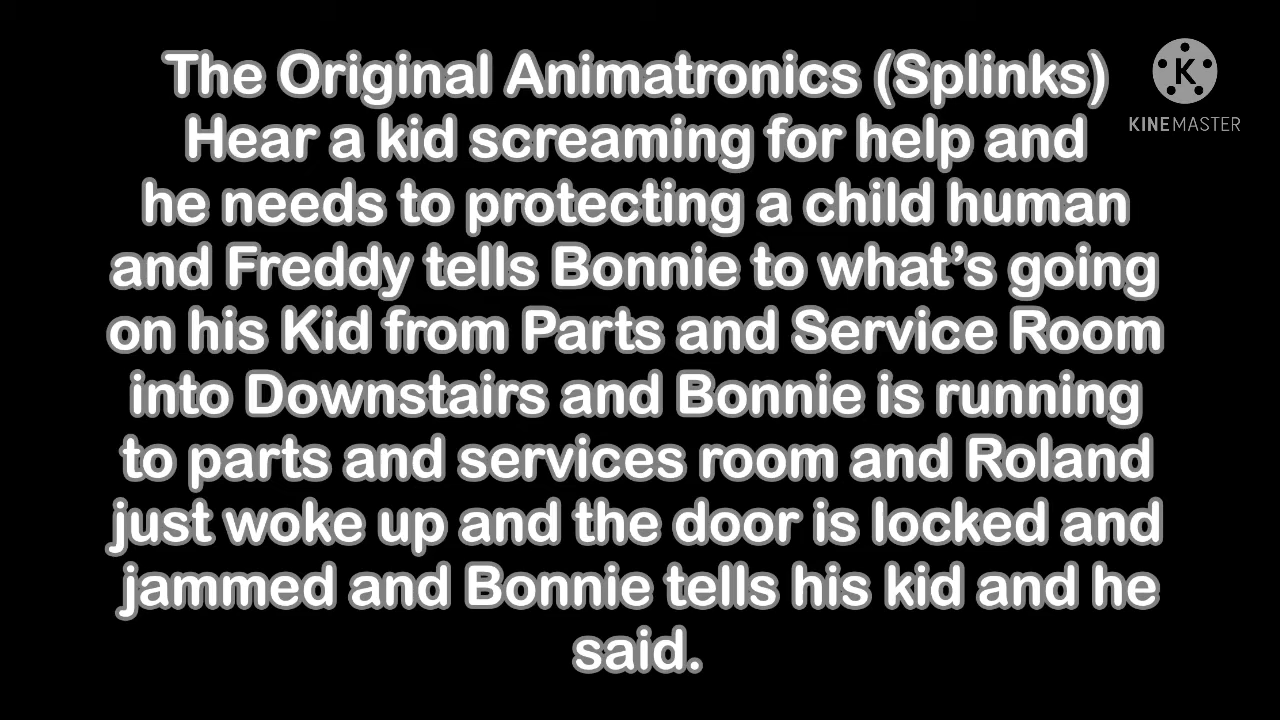 The Original Animatronics (Splinks)
Hear a kid screaming for help and
he needs to protecting a child human
and Freddy tells Bonnie to what’s going
on his Kid from Parts and Service Room
into Downstairs and Bonnie is running
to parts and services room and Roland
just woke up and the door is locked and
jammed and Bonnie tells his kid and he
said.
K
KINEMASTER